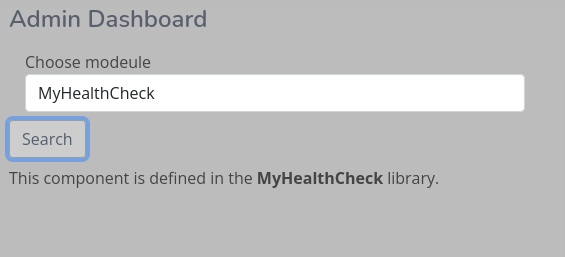 Admin Dashboard
Choose modeule
MyHealthCheck
Search
This component is defined in the MyHealthCheck library.